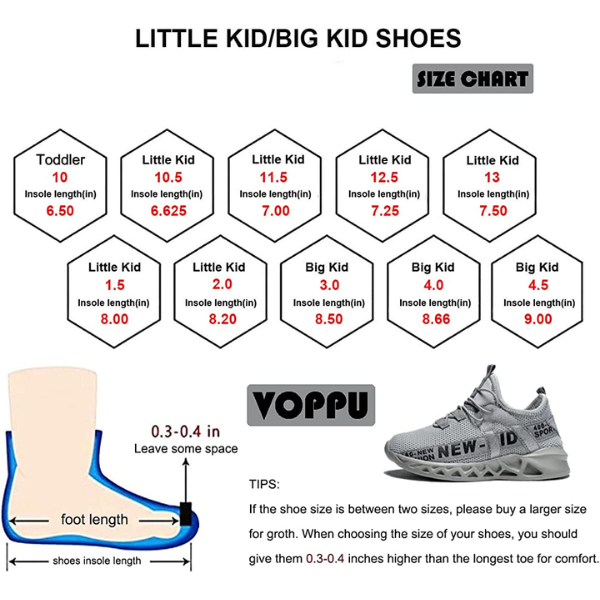 LITTLE KID/BIG KID SHOES
SIZE CHART
Toddler
10
Insole length(in)
6.50
Little Kid
10.5
Insole length(in)
6.625
Little Kid
11.5
Insole length(in)
7.00
Little Kid
12.5
Insole length(in)
7.25
Little Kid
13
Insole length(in)
7.50
Little Kid
1.5
Insole length(in)
8.00
Little Kid
2.0
Insole length(in)
8.20
Big Kid
3.0
Insole length(in)
8.50
Big Kid
4.0
Insole length(in)
8.66
Big Kid
4.5
Insole length(in)
9.00
0.3-0.4 in
Leave some space
foot length
shoes insole length
VOPPU
NEW- ID
SPOR
TIPS:
If the shoe size is between two sizes, please buy a larger size
for groth. When choosing the size of your shoes, you should
give them 0.3-0.4 inches higher than the longest toe for comfort.